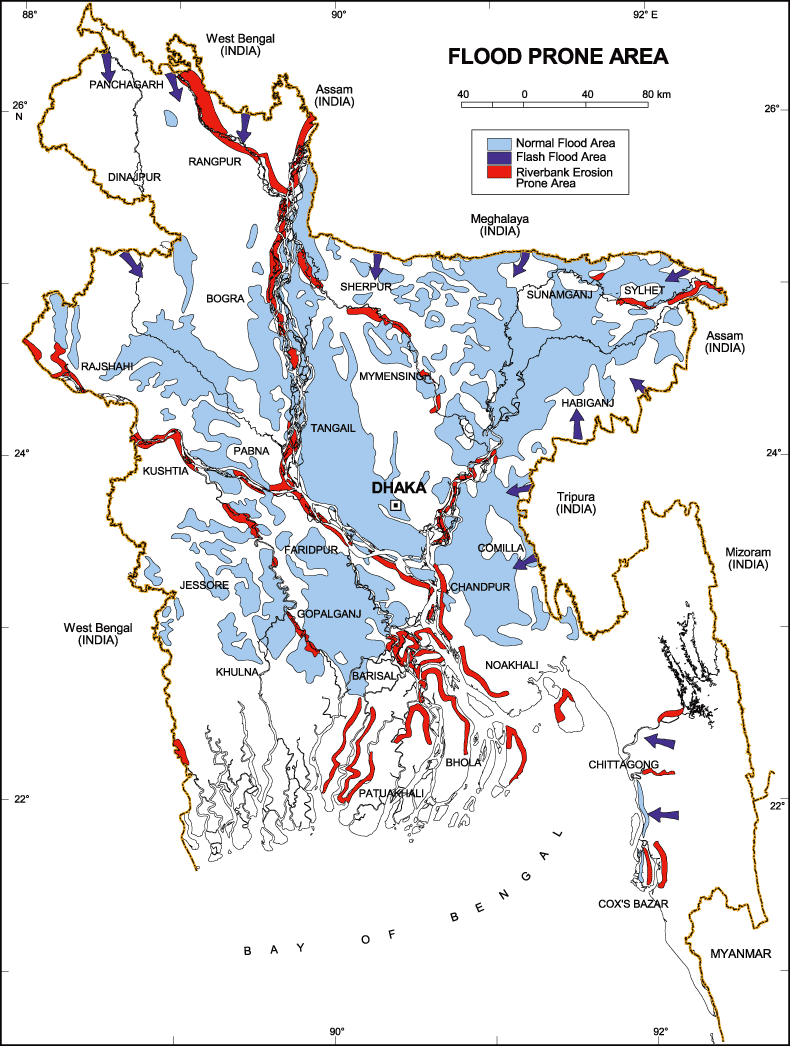 88°
90°
92° E
West Bengal
(INDIA)
FLOOD PRONE AREA
PANCHAGARH
Assam
(INDIA)
40 0 40 80 km
26°
N
26°
Normal Flood Area
Flash Flood Area
Riverbank Erosion
Prone Area
RANGPUR
DINAJPUR
Meghalaya
(INDIA)
SHERPUR
SUNAMGANJ
SYLHET
BOGRA
Assam
(INDIA)
RAJSHAHI
MYMENSINGH
HABIGANJ
TANGAIL
PABNA
24°
24°
KUSHTIA
DHAKA
Tripura
(INDIA)
FARIDPUR
COMILLA
Mizoram
(INDIA)
JESSORE
CHANDPUR
GOPALGANJ
West Bengal
(INDIA)
KHULNA
BARISAL
NOAKHALI
BHOLA
CHITTAGONG
PATUAKHALI
22°
22°
COX'S BAZAR
BAY OF BENGAL
MYANMAR
90°
92°